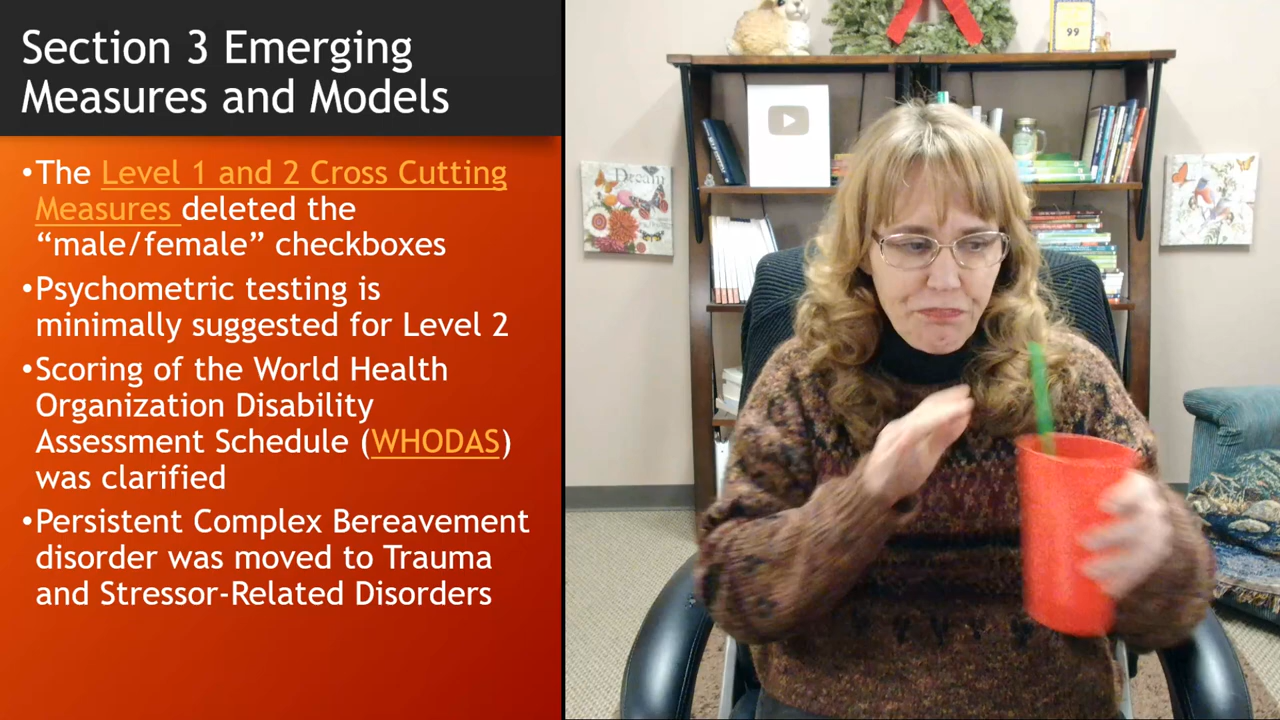 Section 3 Emerging
Measures and Models
•The Level 1 and 2 Cross Cutting
Measures deleted the
“male/female” checkboxes
•Psychometric testing is
minimally suggested for Level 2
•Scoring of the World Health
Organization Disability
Assessment Schedule (WHODAS)
was clarified
•Persistent Complex Bereavement
disorder was moved to Trauma
and Stressor-Related Disorders
Dream
99